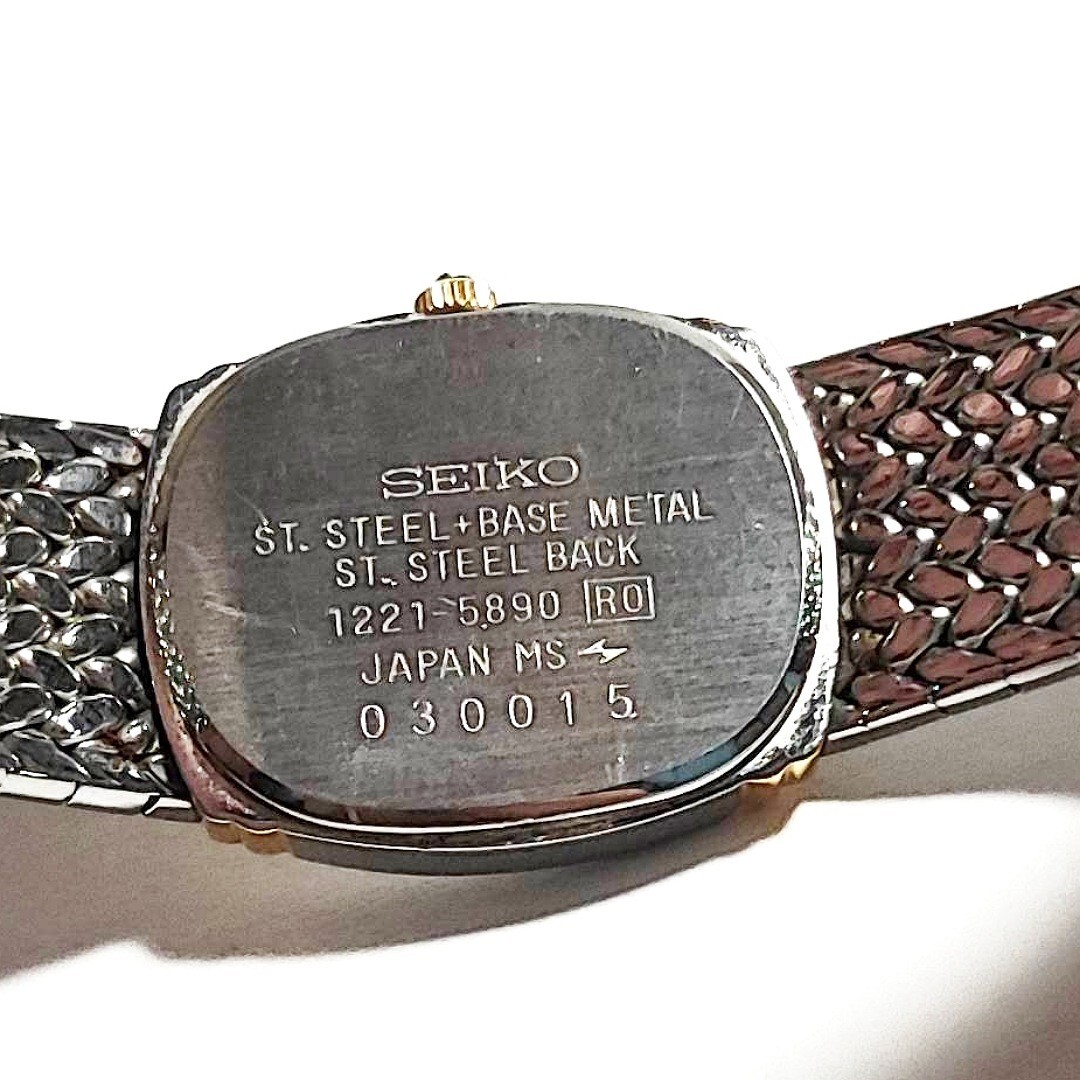 SEIKO
ST. STEEL+BASE METAL
ST. STEEL BACK
1221-5890 RO
JAPAN MS
030015